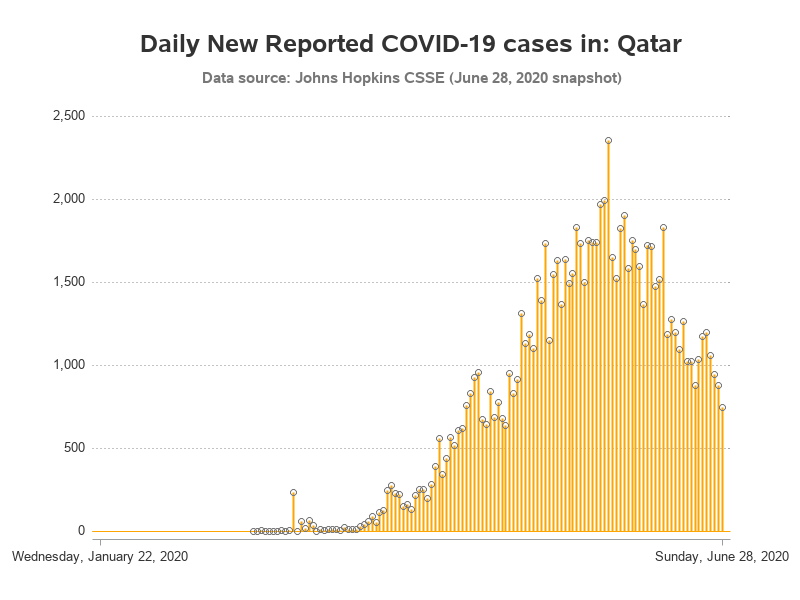 Daily New Reported COVID-19 cases in: Qatar
Data source: Johns Hopkins CSSE (June 28, 2020 snapshot)
2,500
2,000
1,500
1,000
500
0
Wednesday, January 22, 2020
Sunday, June 28, 2020